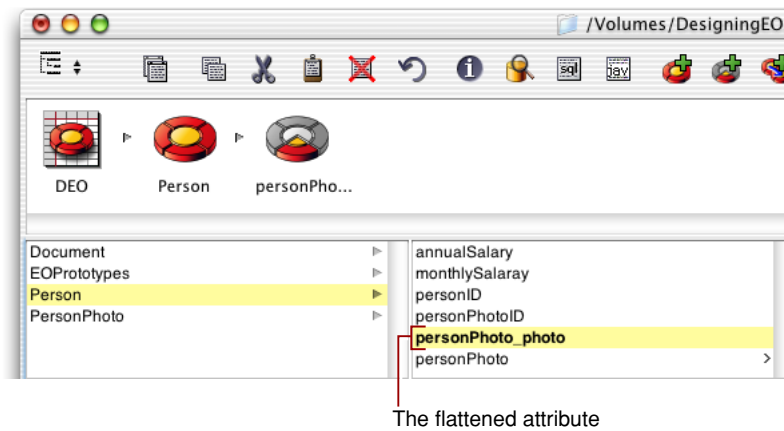 /Volumes/DesigningEO
sql
jav
DEO
Person
personPho...
Document
EOPrototypes
Person
PersonPhoto
annualSalary
monthlySalaray
personID
personPhotoID
personPhoto_photo
personPhoto
The flattened attribute